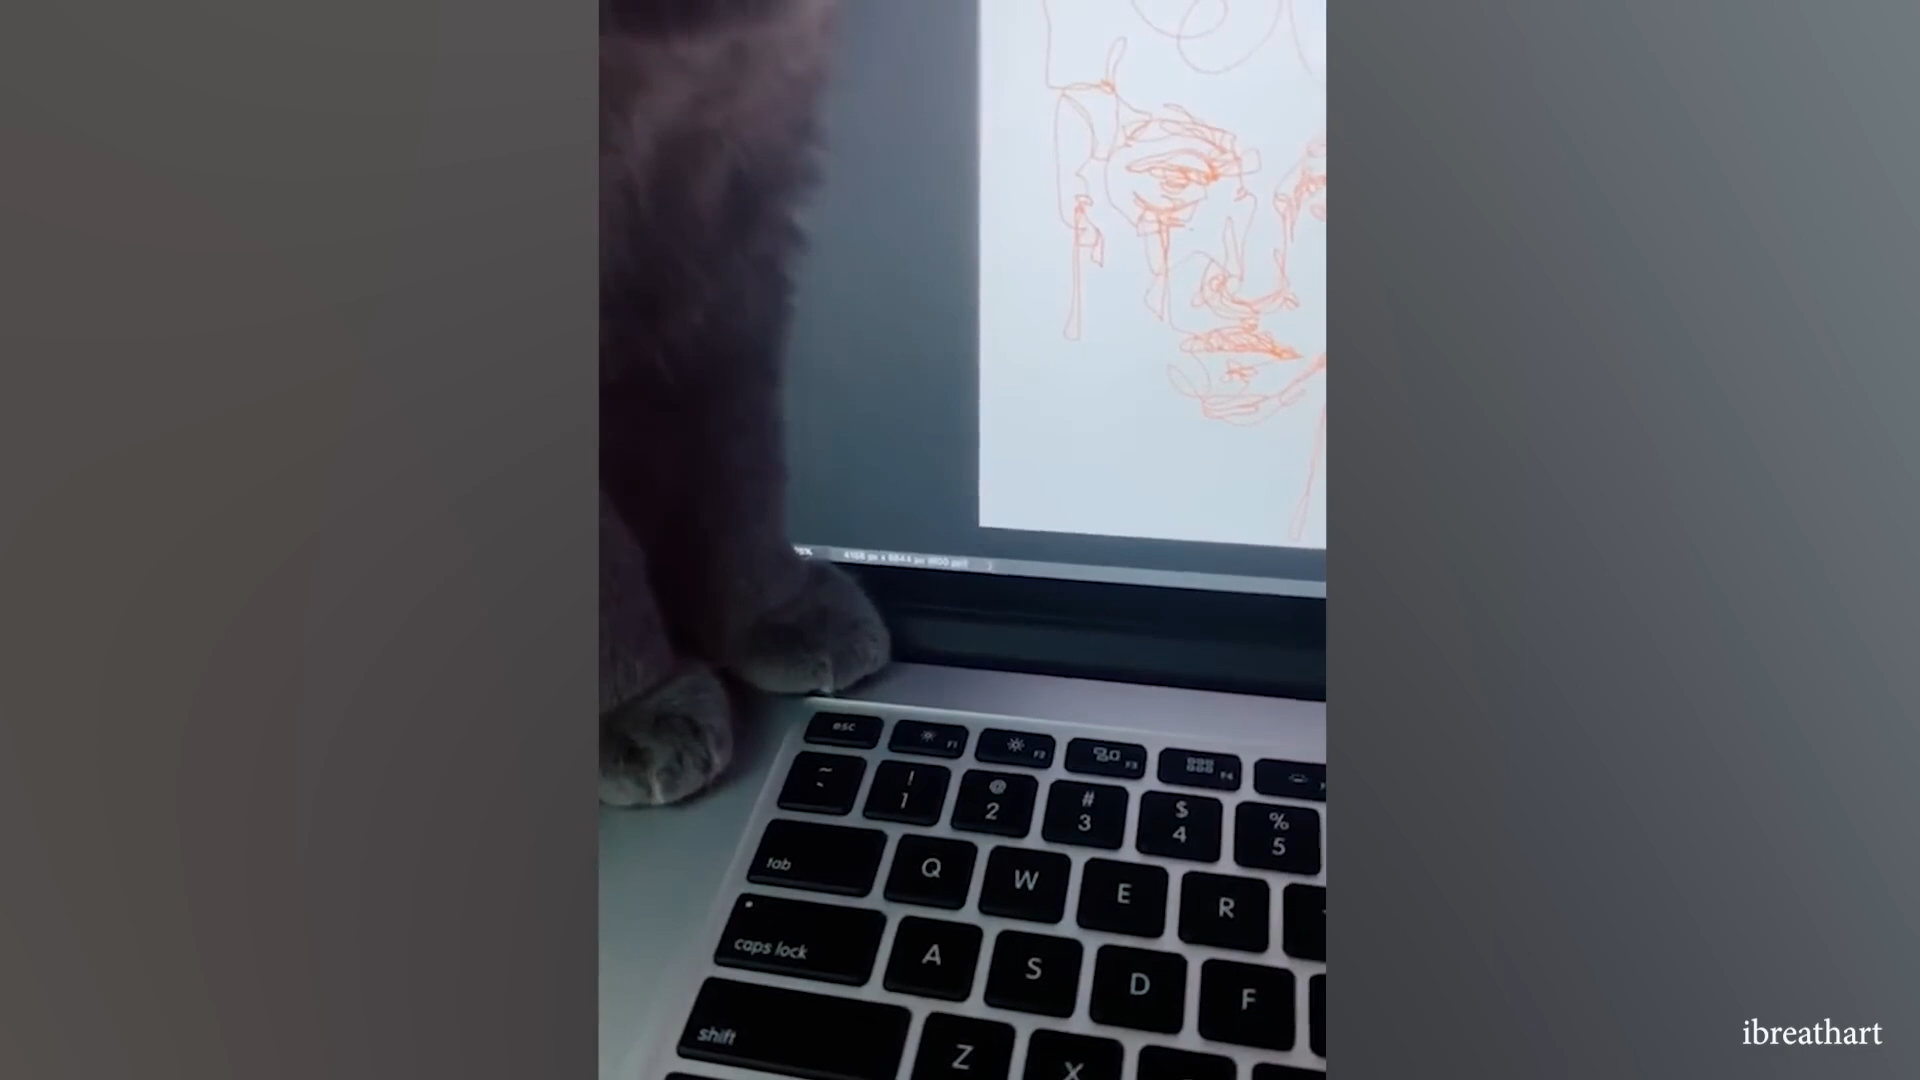 esc F1 F2 F3 F4
~ ! @ # $ %
` 1 2 3 4 5
tab Q W E R
caps lock A S D F
shift Z X
ibreathart